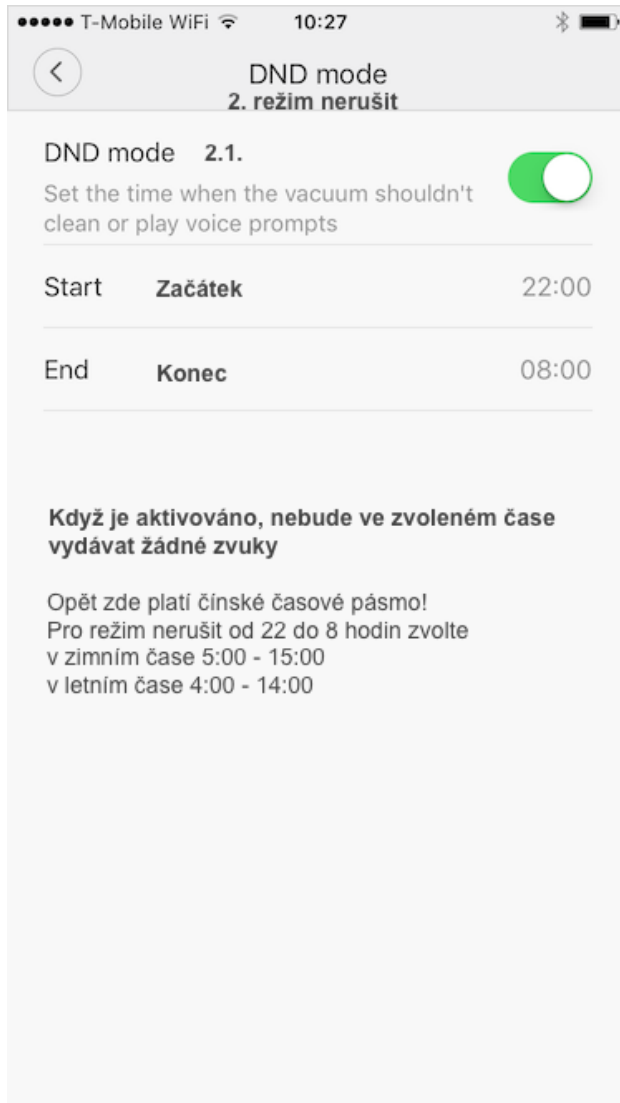 T-Mobile WiFi 10:27
DND mode
2. režim nerušit
DND mode 2.1.
Set the time when the vacuum shouldn't
clean or play voice prompts
Start Začátek 22:00
End Konec 08:00
Když je aktivováno, nebude ve zvoleném čase
vydávat žádné zvuky
Opět zde platí čínské časové pásmo!
Pro režim nerušit od 22 do 8 hodin zvolte
v zimním čase 5:00 - 15:00
v letním čase 4:00 - 14:00